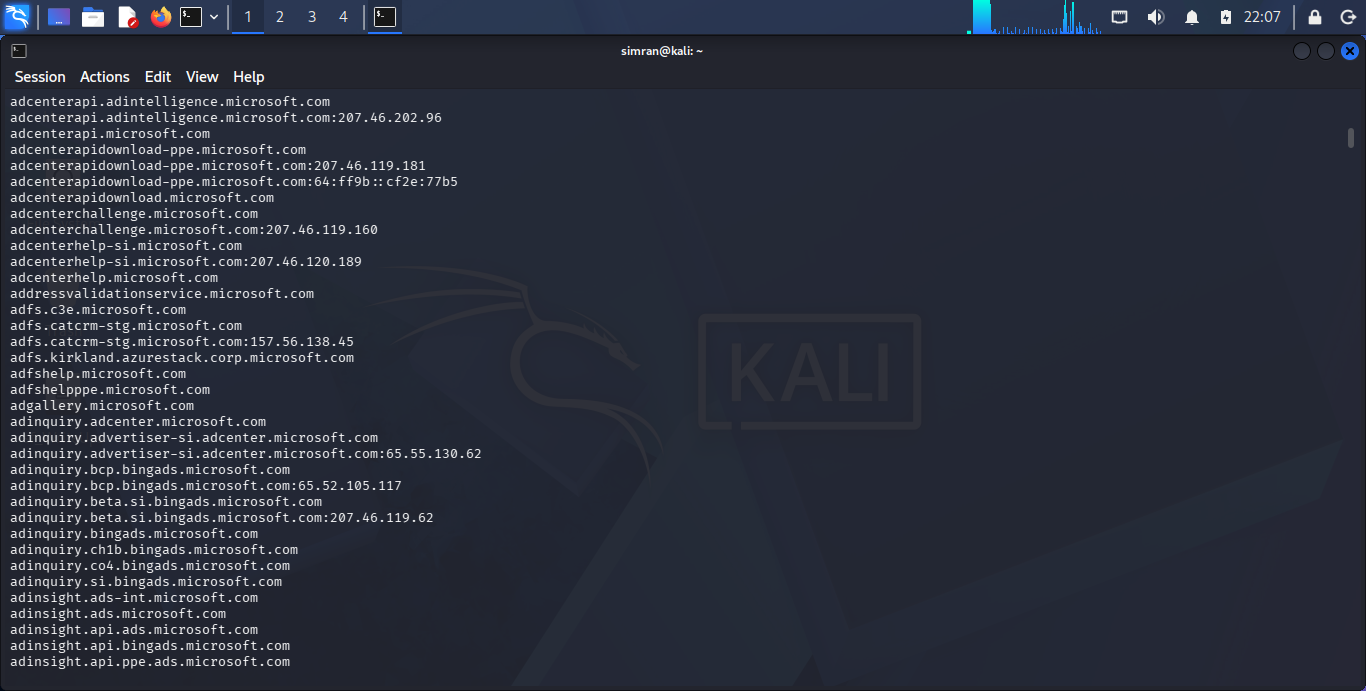 1 2 3 4 22:07
simran@kali: ~
Session Actions Edit View Help
adcenterapi.adintelligence.microsoft.com
adcenterapi.adintelligence.microsoft.com:207.46.202.96
adcenterapi.microsoft.com
adcenterapidownload-ppe.microsoft.com
adcenterapidownload-ppe.microsoft.com:207.46.119.181
adcenterapidownload-ppe.microsoft.com:64:ff9b::cf2e:77b5
adcenterapidownload.microsoft.com
adcenterchallenge.microsoft.com
adcenterchallenge.microsoft.com:207.46.119.160
adcenterhelp-si.microsoft.com
adcenterhelp-si.microsoft.com:207.46.120.189
adcenterhelp.microsoft.com
addressvalidationservice.microsoft.com
adfs.c3e.microsoft.com
adfs.catcrm-stg.microsoft.com
adfs.catcrm-stg.microsoft.com:157.56.138.45
adfs.kirkland.azurestack.corp.microsoft.com
adfshelp.microsoft.com
adfshelpppe.microsoft.com
adgallery.microsoft.com
adinquiry.adcenter.microsoft.com
adinquiry.advertiser-si.adcenter.microsoft.com
adinquiry.advertiser-si.adcenter.microsoft.com:65.55.130.62
adinquiry.bcp.bingads.microsoft.com
adinquiry.bcp.bingads.microsoft.com:65.52.105.117
adinquiry.beta.si.bingads.microsoft.com
adinquiry.beta.si.bingads.microsoft.com:207.46.119.62
adinquiry.bingads.microsoft.com
adinquiry.ch1b.bingads.microsoft.com
adinquiry.co4.bingads.microsoft.com
adinquiry.si.bingads.microsoft.com
adinsight.ads-int.microsoft.com
adinsight.ads.microsoft.com
adinsight.api.ads.microsoft.com
adinsight.api.bingads.microsoft.com
adinsight.api.ppe.ads.microsoft.com
KALI